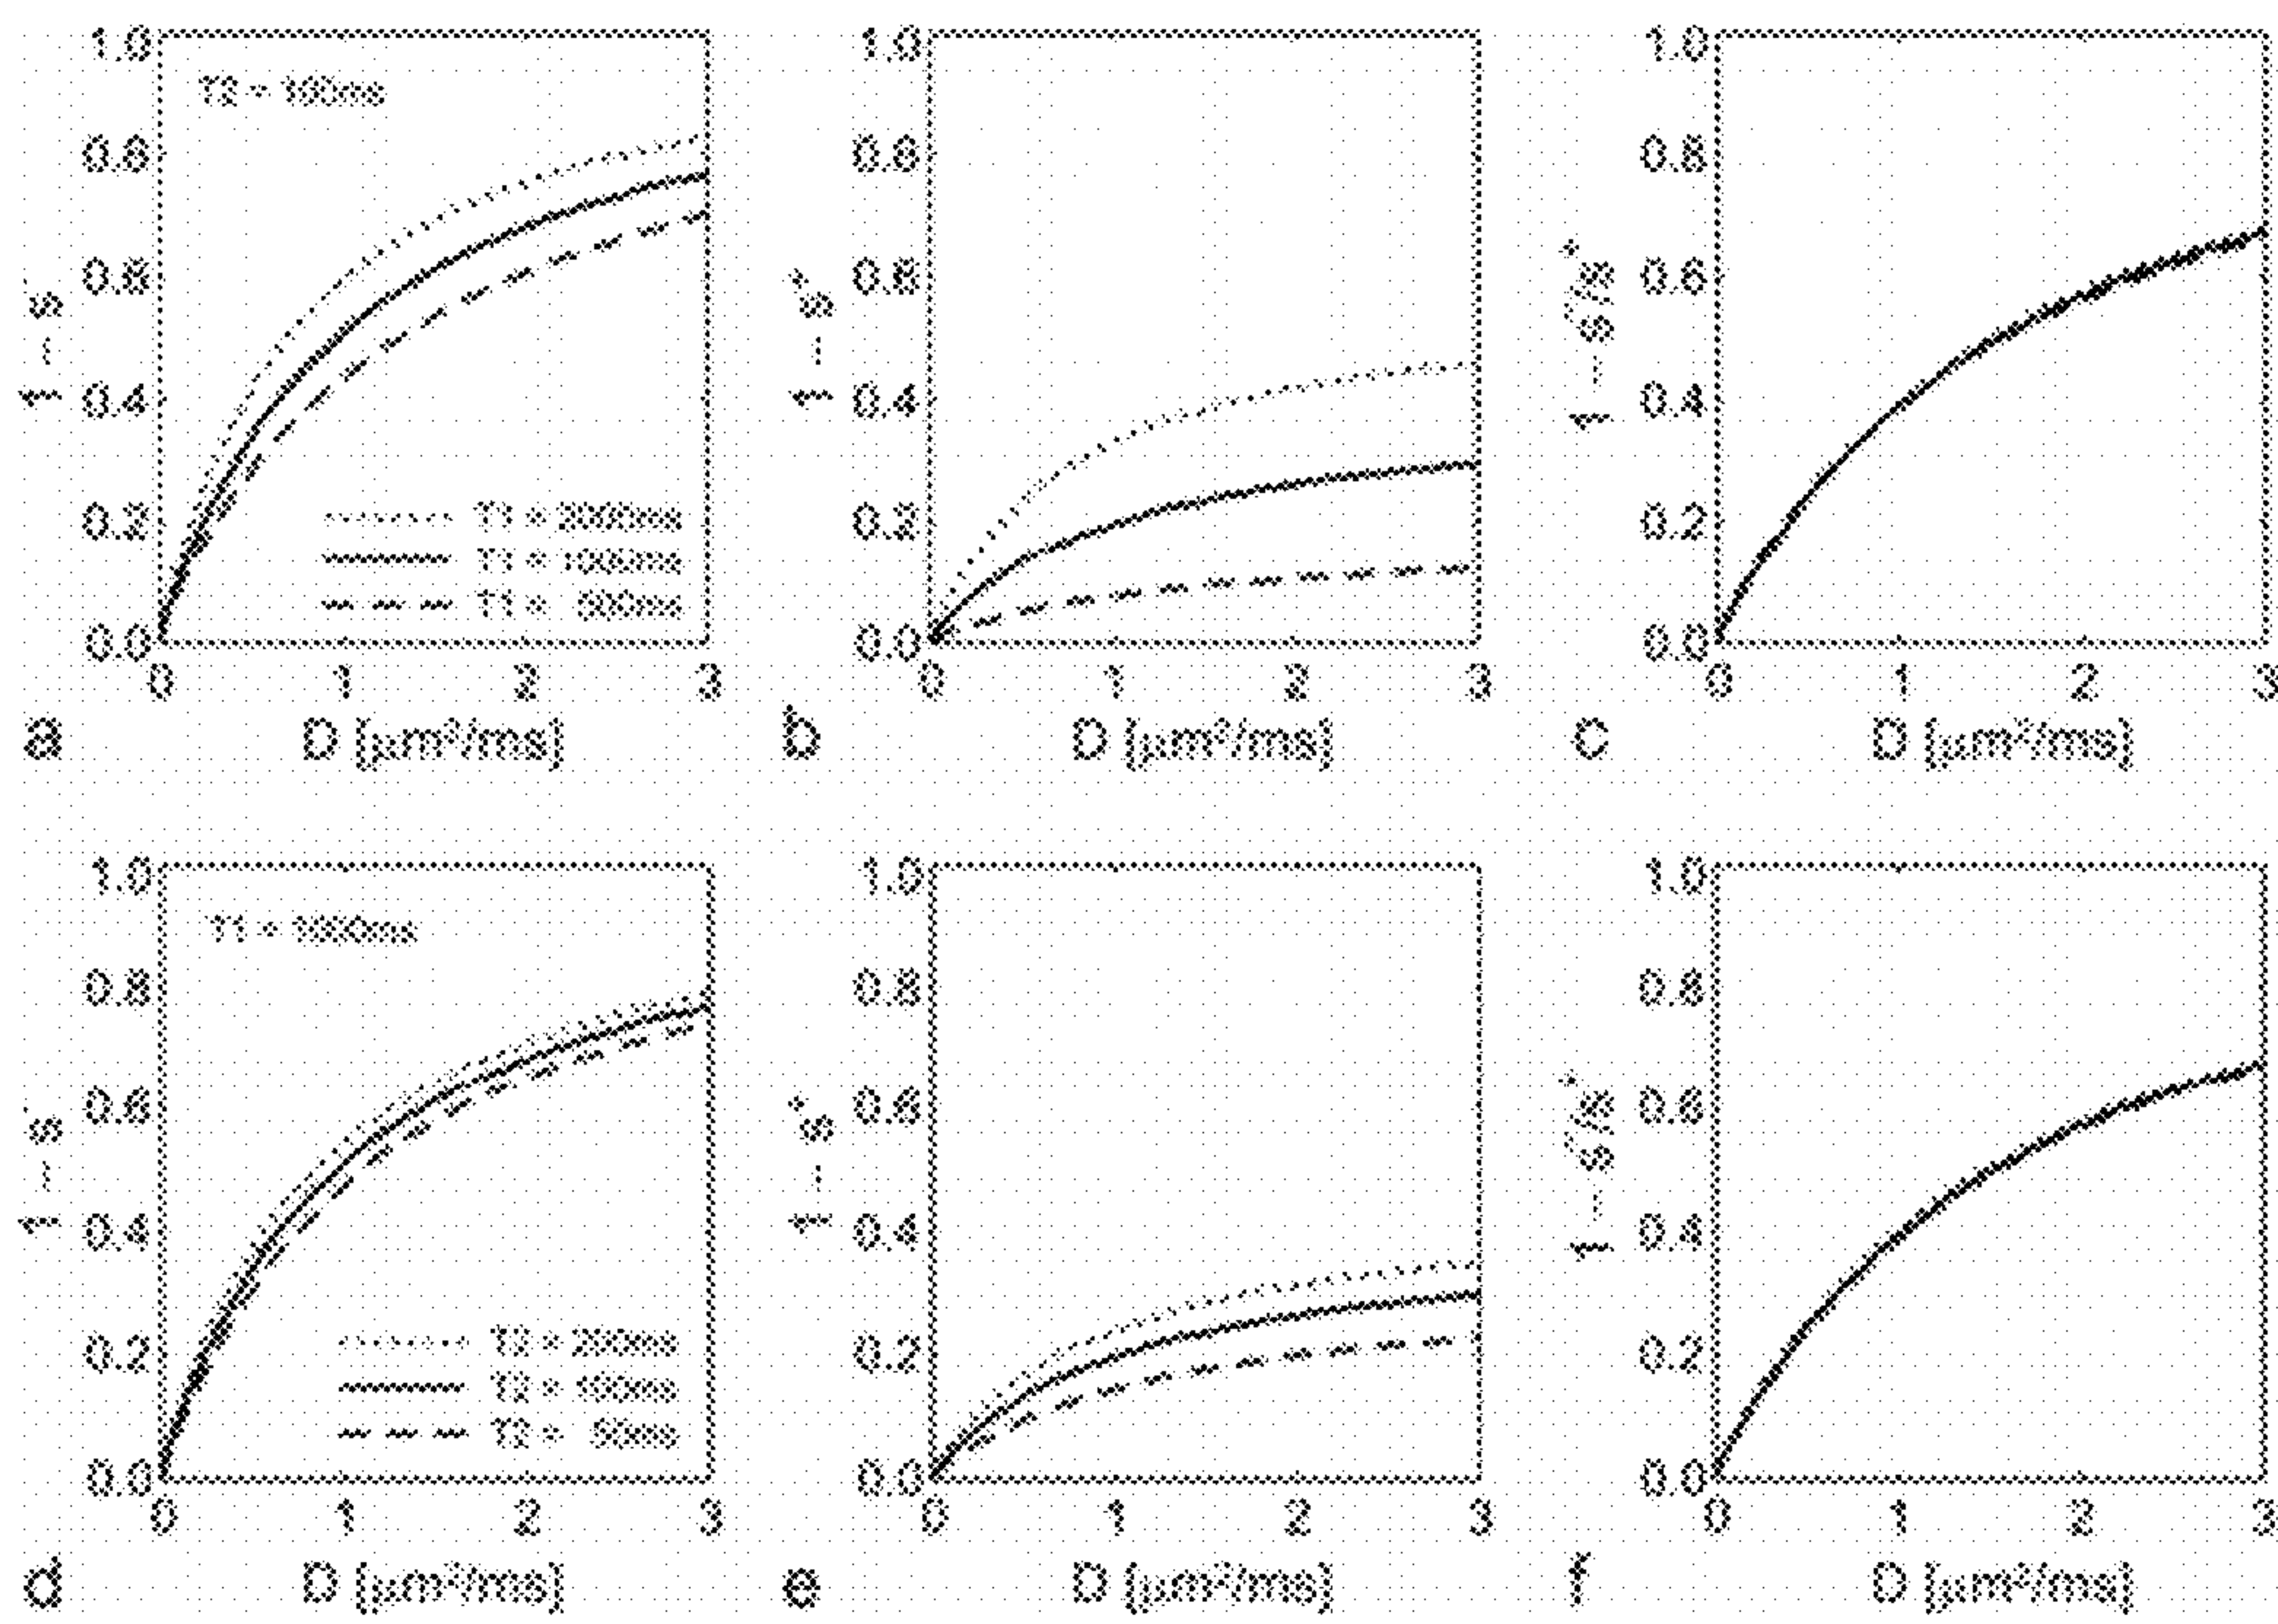 1.0
0.8
0.6
0.4
0.2
0.0
1 – s⁻
T2 = 100ms
T1 = 2000ms
T1 = 1000ms
T1 = 500ms
0 1 2 3
a
D [µm²/ms]
1.0
0.8
0.6
0.4
0.2
0.0
1 – s⁺
0 1 2 3
b
D [µm²/ms]
1.0
0.8
0.6
0.4
0.2
0.0
1 – s⁻/s⁺
0 1 2 3
c
D [µm²/ms]
1.0
0.8
0.6
0.4
0.2
0.0
1 – s⁻
T1 = 1000ms
T2 = 200ms
T2 = 100ms
T2 = 50ms
0 1 2 3
d
D [µm²/ms]
1.0
0.8
0.6
0.4
0.2
0.0
1 – s⁺
0 1 2 3
e
D [µm²/ms]
1.0
0.8
0.6
0.4
0.2
0.0
1 – s⁻/s⁺
0 1 2 3
f
D [µm²/ms]